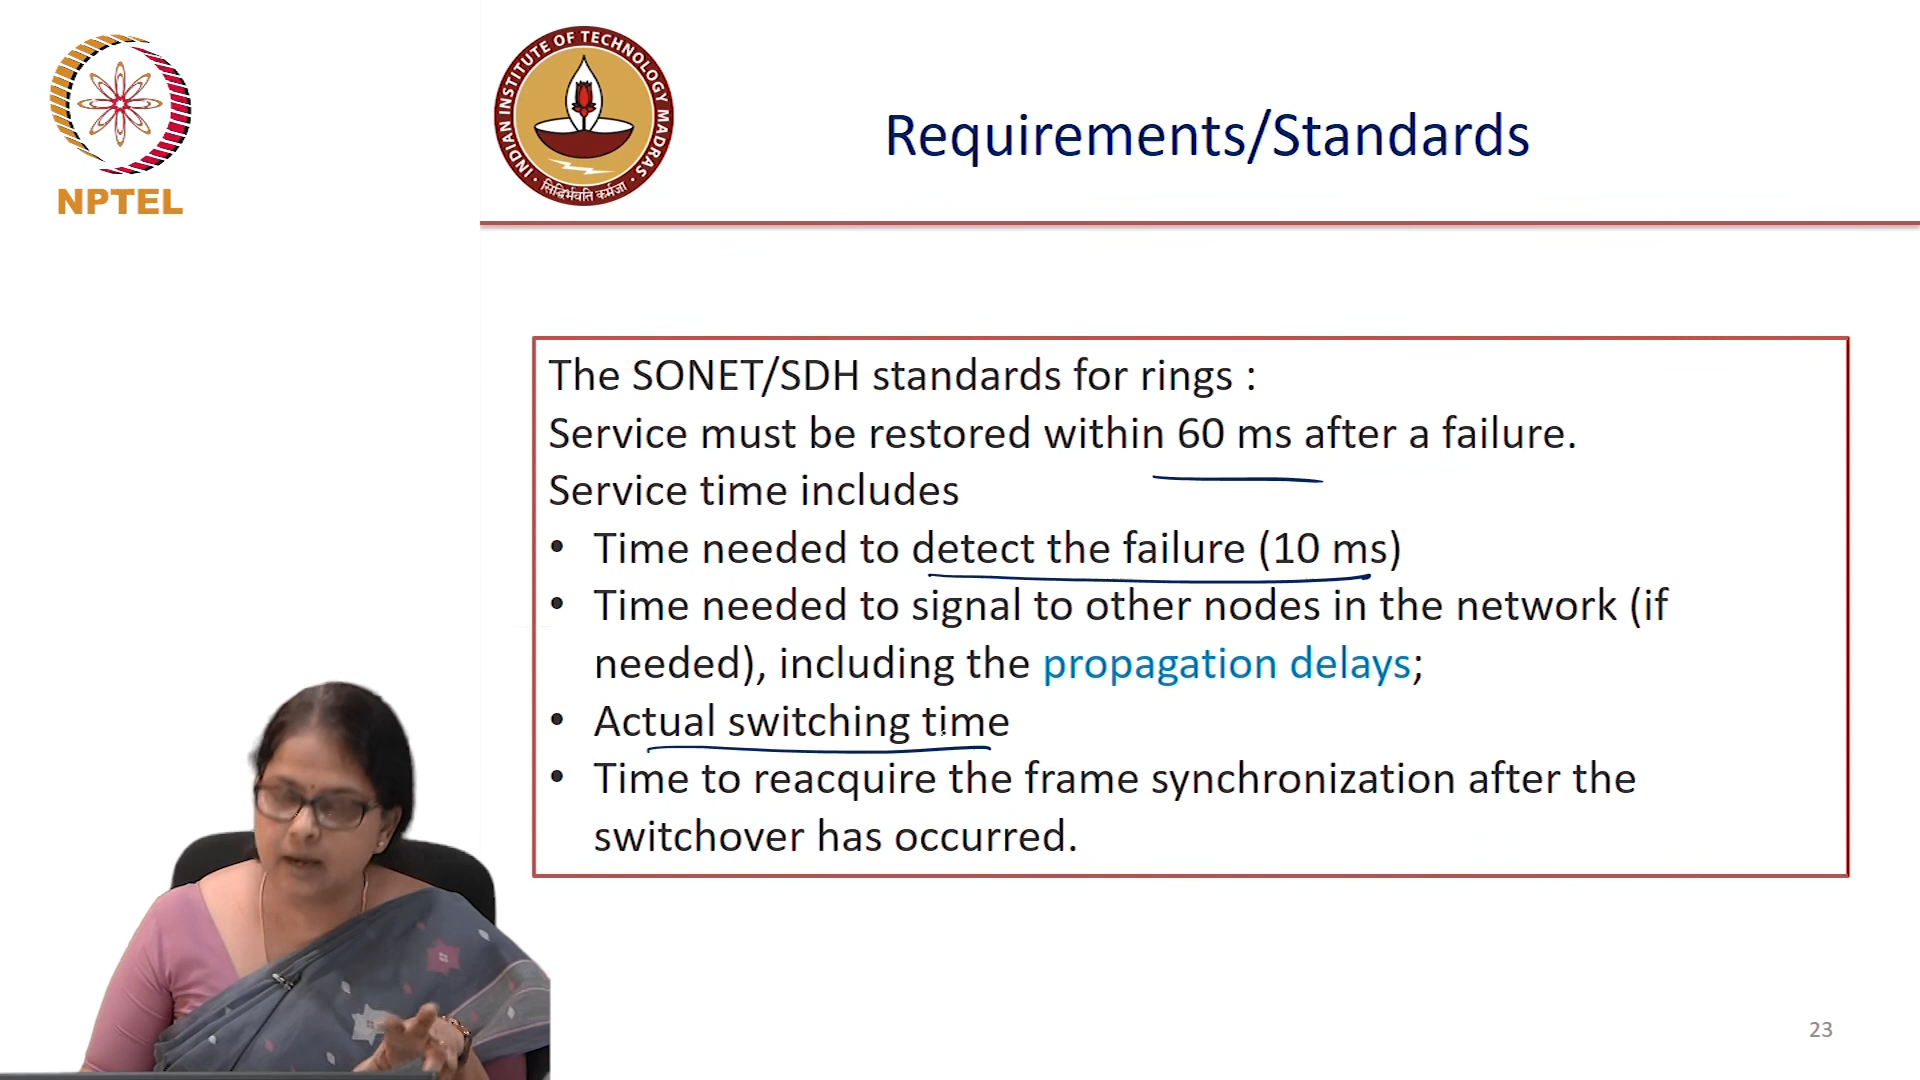 NPTEL
INDIAN INSTITUTE OF TECHNOLOGY MADRAS
सिद्धिर्भवति कर्मजा
Requirements/Standards
The SONET/SDH standards for rings :
Service must be restored within 60 ms after a failure.
Service time includes
• Time needed to detect the failure (10 ms)
• Time needed to signal to other nodes in the network (if
needed), including the propagation delays;
• Actual switching time
• Time to reacquire the frame synchronization after the
switchover has occurred.
23